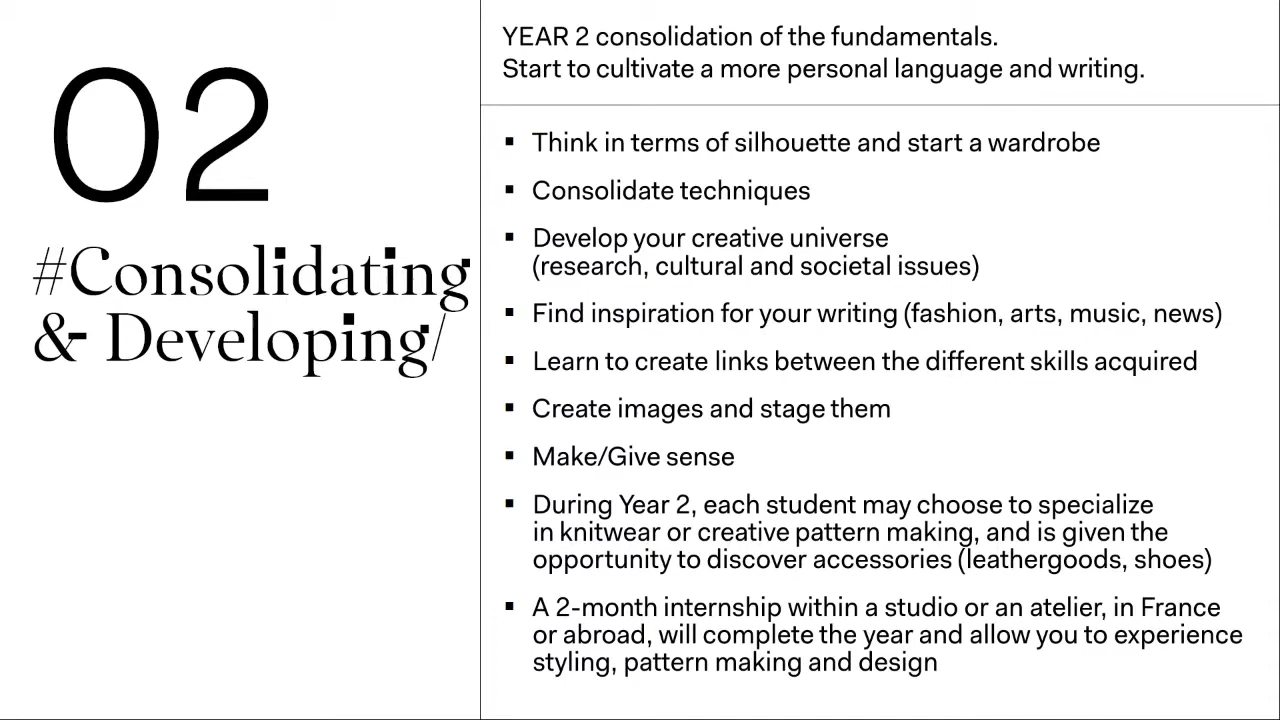 02
#Consolidating
& Developing/
YEAR 2 consolidation of the fundamentals.
Start to cultivate a more personal language and writing.
▪ Think in terms of silhouette and start a wardrobe
▪ Consolidate techniques
▪ Develop your creative universe
(research, cultural and societal issues)
▪ Find inspiration for your writing (fashion, arts, music, news)
▪ Learn to create links between the different skills acquired
▪ Create images and stage them
▪ Make/Give sense
▪ During Year 2, each student may choose to specialize
in knitwear or creative pattern making, and is given the
opportunity to discover accessories (leathergoods, shoes)
▪ A 2-month internship within a studio or an atelier, in France
or abroad, will complete the year and allow you to experience
styling, pattern making and design